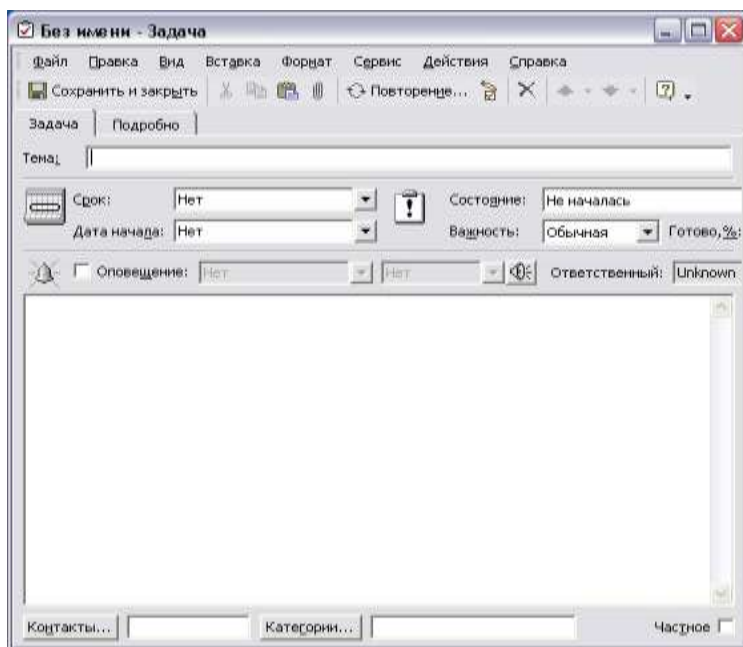 Без имени - Задача
Файл Правка Вид Вставка Формат Сервис Действия Справка
Сохранить и закрыть Повторение...
Задача Подробно
Тема:
Срок: Нет Состояние: Не началась
Дата начала: Нет Важность: Обычная Готово,%:
Оповещение: Нет Нет Ответственный: Unknown
Контакты... Категории... Частное